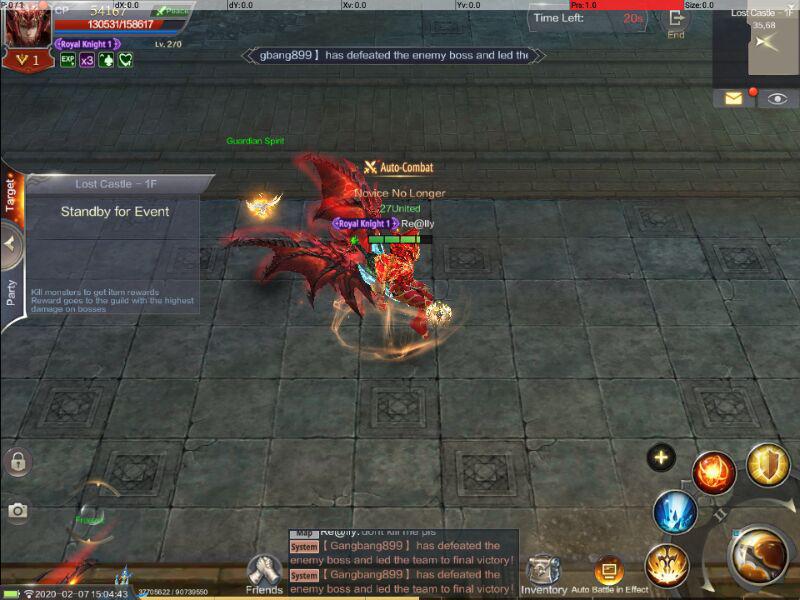 P: 0 / 1
dX: 0.0
dY: 0.0
Xv: 0.0
Yv: 0.0
Prs: 1.0
Size: 0.0
CP 54167
Peace
130531/158617
Royal Knight 1
Lv. 2/0
1
EXP
x3
gbang899】has defeated the enemy boss and led the
Time Left: 20s
End
Lost Castle - 1F
35,68
Guardian Spirit
Auto-Combat
Novice No Longer
27United
Royal Knight 1
Re@lly
Target
Party
Lost Castle - 1F
Standby for Event
Kill monsters to get item rewards
Reward goes to the guild with the highest
damage on bosses
Map Re@lly: dont kill me pls
System【Gangbang899】has defeated the
enemy boss and led the team to final victory!
System【Gangbang899】has defeated the
enemy boss and led the team to final victory!
Friends
Inventory
Auto Battle in Effect
2020-02-07 15:04:43
37705622 / 90739550